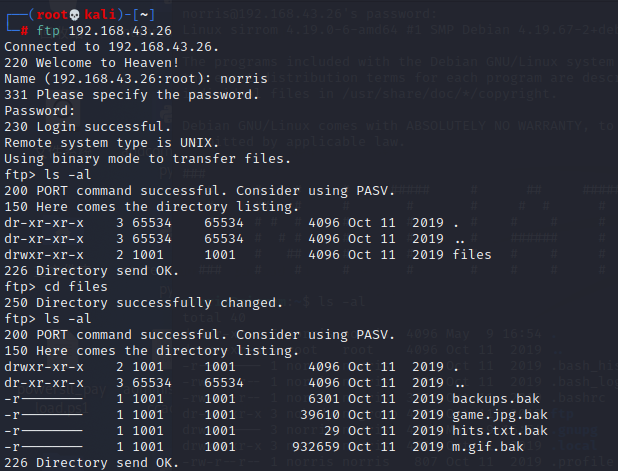 ┌──(root💀kali)-[~]
└─# ftp 192.168.43.26
Connected to 192.168.43.26.
220 Welcome to Heaven!
Name (192.168.43.26:root): norris
331 Please specify the password.
Password:
230 Login successful.
Remote system type is UNIX.
Using binary mode to transfer files.
ftp> ls -al
200 PORT command successful. Consider using PASV.
150 Here comes the directory listing.
dr-xr-xr-x    3 65534    65534        4096 Oct 11  2019 .
dr-xr-xr-x    3 65534    65534        4096 Oct 11  2019 ..
drwxr-xr-x    2 1001     1001         4096 Oct 11  2019 files
226 Directory send OK.
ftp> cd files
250 Directory successfully changed.
ftp> ls -al
200 PORT command successful. Consider using PASV.
150 Here comes the directory listing.
drwxr-xr-x    2 1001     1001         4096 Oct 11  2019 .
dr-xr-xr-x    3 65534    65534        4096 Oct 11  2019 ..
-r--------    1 1001     1001         6301 Oct 11  2019 backups.bak
-r--------    1 1001     1001        39610 Oct 11  2019 game.jpg.bak
-r--------    1 1001     1001           29 Oct 11  2019 hits.txt.bak
-r--------    1 1001     1001       932659 Oct 11  2019 m.gif.bak
226 Directory send OK.